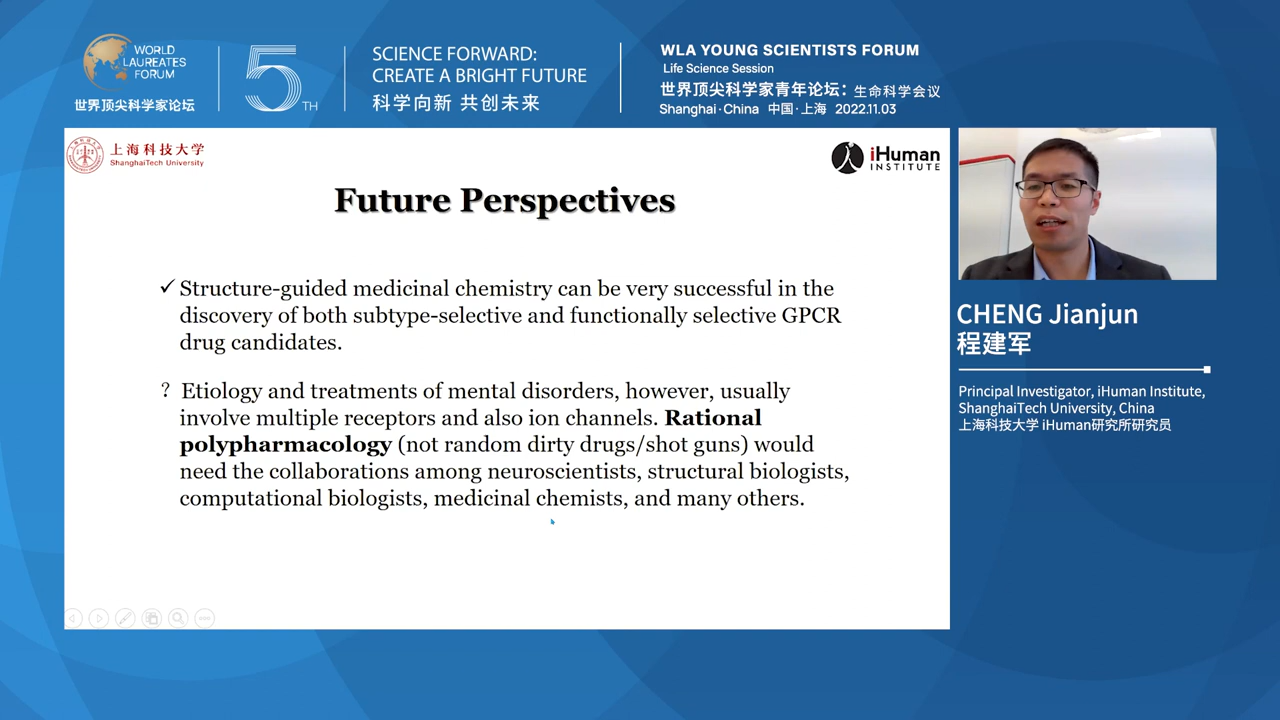 WORLD
LAUREATES
FORUM
世界顶尖科学家论坛
5TH
SCIENCE FORWARD:
CREATE A BRIGHT FUTURE
科学向新 共创未来
WLA YOUNG SCIENTISTS FORUM
Life Science Session
世界顶尖科学家青年论坛：生命科学会议
Shanghai·China 中国·上海 2022.11.03
上海科技大学
ShanghaiTech University
iHuman
INSTITUTE
Future Perspectives
✓ Structure-guided medicinal chemistry can be very successful in the
discovery of both subtype-selective and functionally selective GPCR
drug candidates.
? Etiology and treatments of mental disorders, however, usually
involve multiple receptors and also ion channels. Rational
polypharmacology (not random dirty drugs/shot guns) would
need the collaborations among neuroscientists, structural biologists,
computational biologists, medicinal chemists, and many others.
CHENG Jianjun
程建军
Principal Investigator, iHuman Institute,
ShanghaiTech University, China
上海科技大学 iHuman研究所研究员